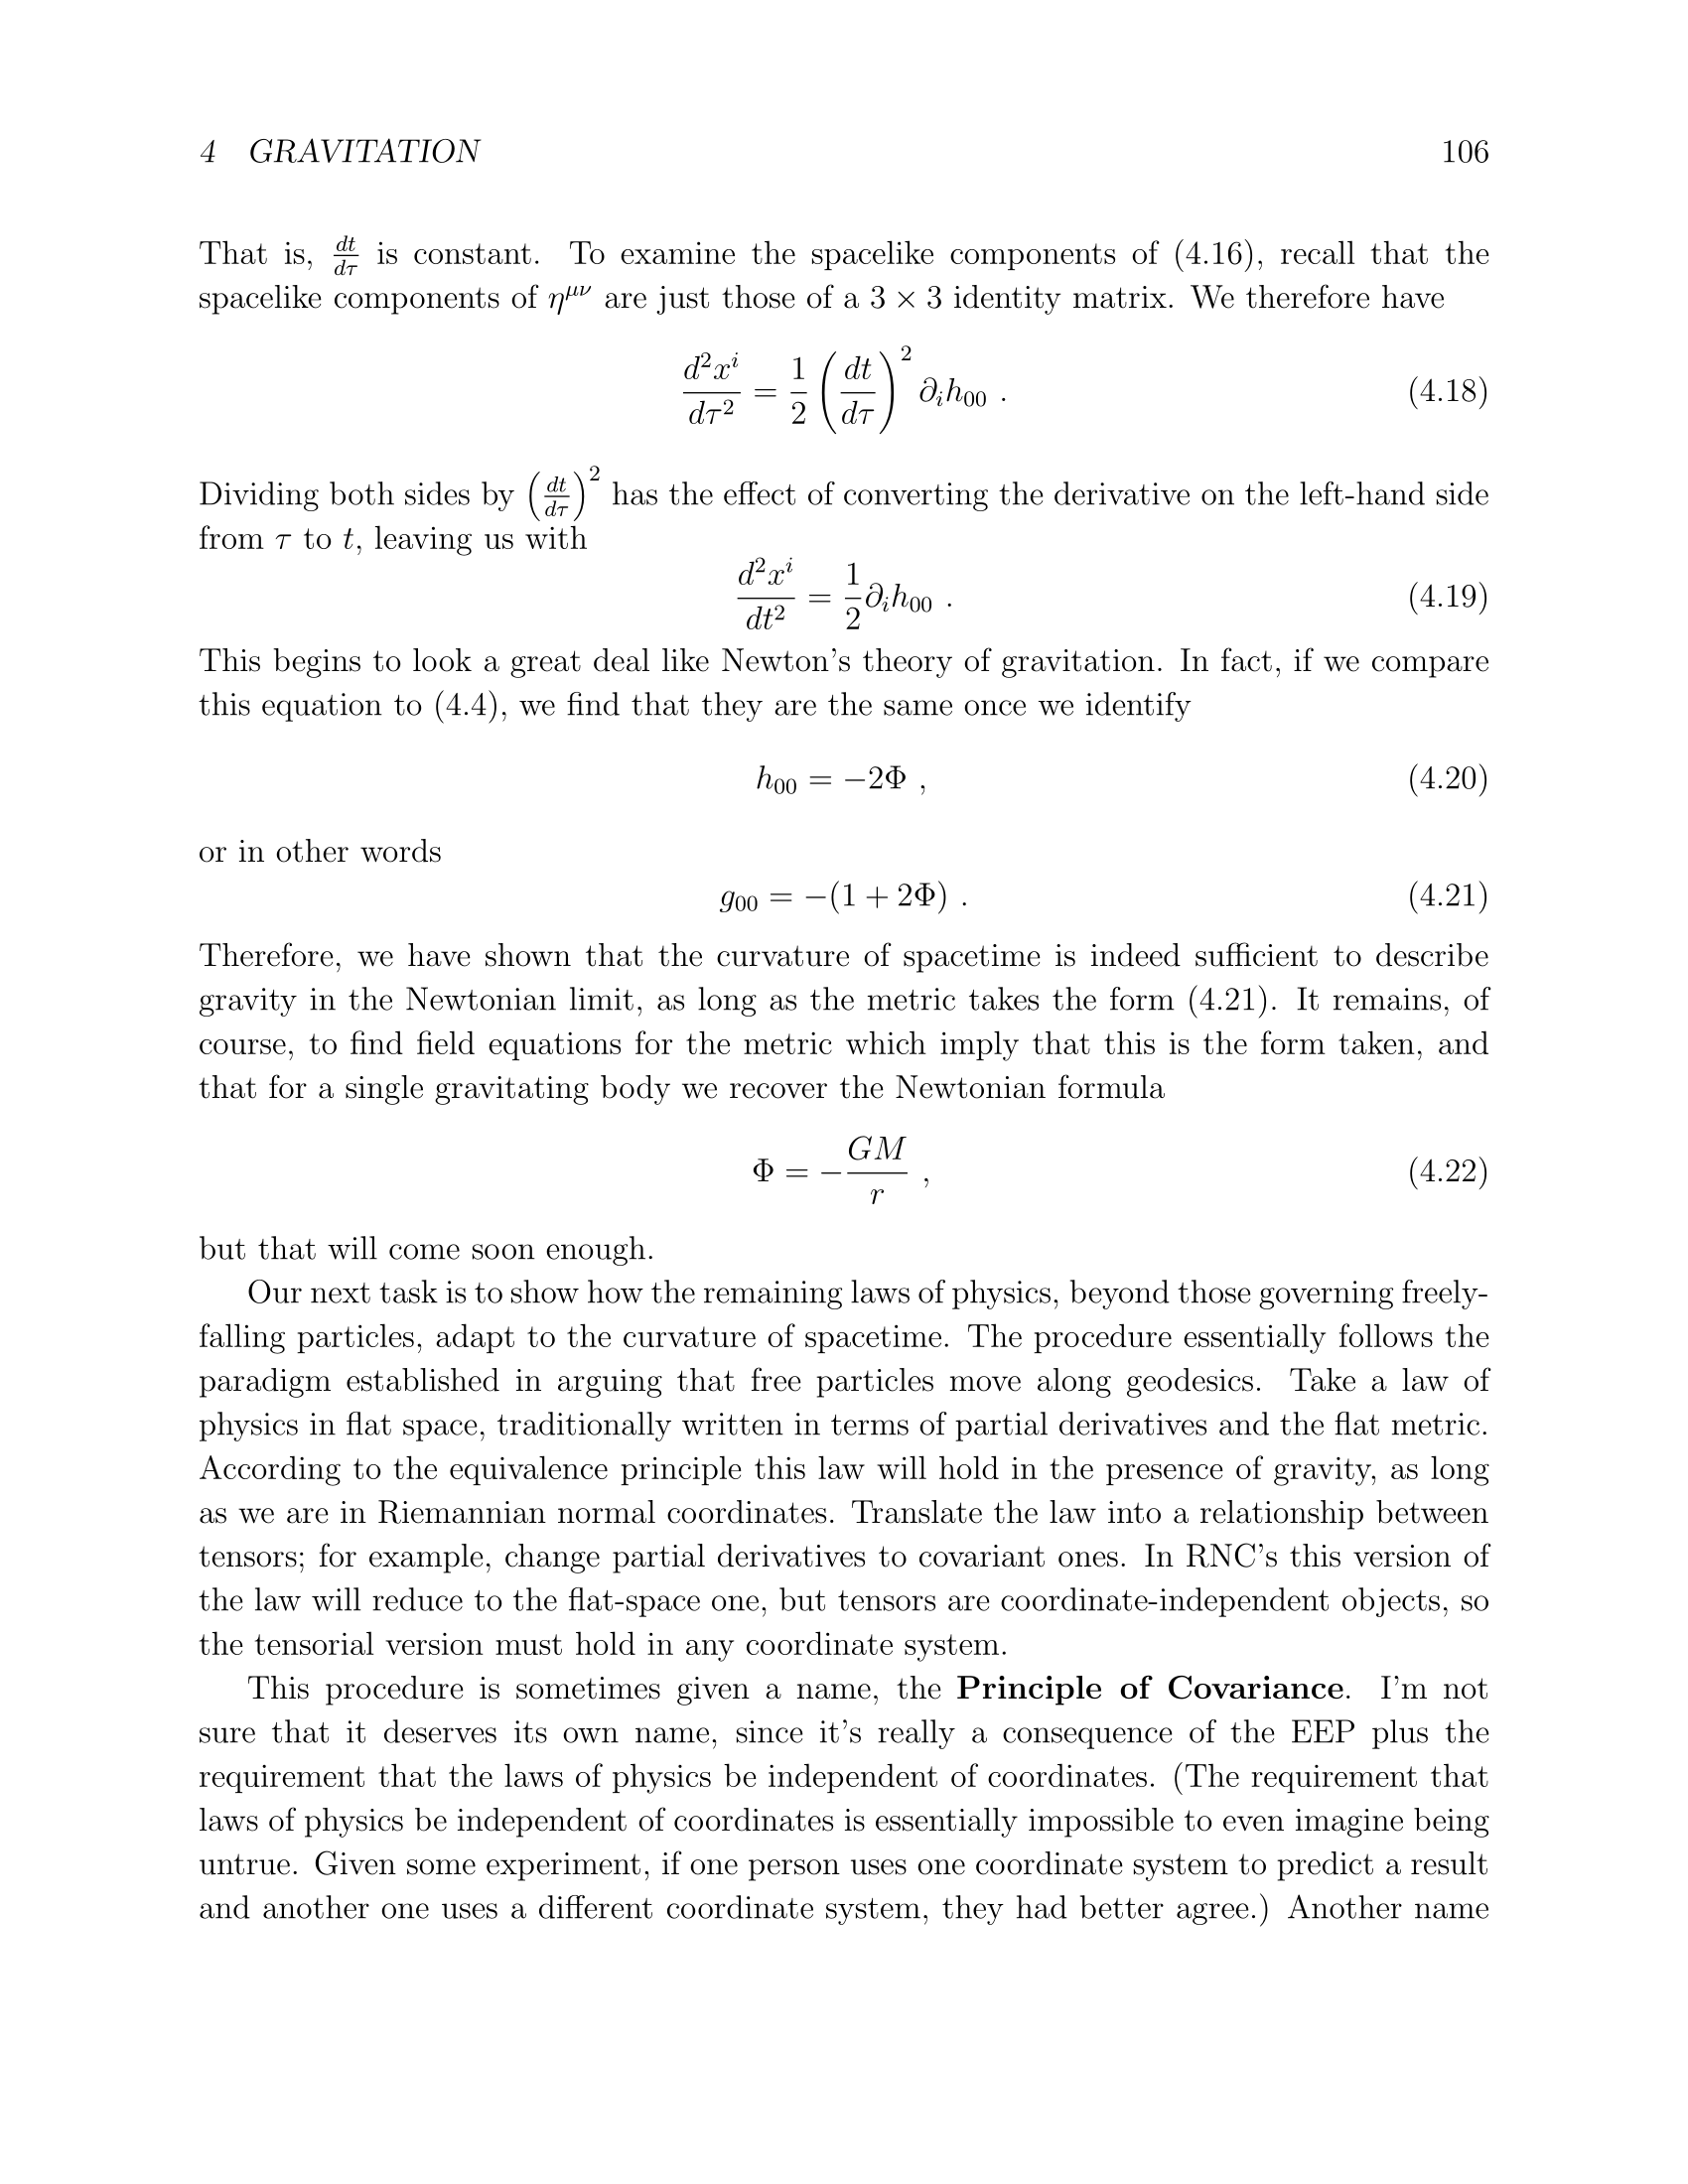 4 GRAVITATION 106
That is, $\frac{dt}{d\tau}$ is constant. To examine the spacelike components of (4.16), recall that the
spacelike components of $\eta^{\mu\nu}$ are just those of a 3 × 3 identity matrix. We therefore have
$\frac{d^2x^i}{d\tau^2} = \frac{1}{2}\left(\frac{dt}{d\tau}\right)^2 \partial_i h_{00}$ . (4.18)
Dividing both sides by $\left(\frac{dt}{d\tau}\right)^2$ has the effect of converting the derivative on the left-hand side
from $\tau$ to $t$, leaving us with
$\frac{d^2x^i}{dt^2} = \frac{1}{2}\partial_i h_{00}$ . (4.19)
This begins to look a great deal like Newton's theory of gravitation. In fact, if we compare
this equation to (4.4), we find that they are the same once we identify
$h_{00} = -2\Phi$ , (4.20)
or in other words
$g_{00} = -(1 + 2\Phi)$ . (4.21)
Therefore, we have shown that the curvature of spacetime is indeed sufficient to describe
gravity in the Newtonian limit, as long as the metric takes the form (4.21). It remains, of
course, to find field equations for the metric which imply that this is the form taken, and
that for a single gravitating body we recover the Newtonian formula
$\Phi = -\frac{GM}{r}$ , (4.22)
but that will come soon enough.
Our next task is to show how the remaining laws of physics, beyond those governing freely-
falling particles, adapt to the curvature of spacetime. The procedure essentially follows the
paradigm established in arguing that free particles move along geodesics. Take a law of
physics in flat space, traditionally written in terms of partial derivatives and the flat metric.
According to the equivalence principle this law will hold in the presence of gravity, as long
as we are in Riemannian normal coordinates. Translate the law into a relationship between
tensors; for example, change partial derivatives to covariant ones. In RNC's this version of
the law will reduce to the flat-space one, but tensors are coordinate-independent objects, so
the tensorial version must hold in any coordinate system.
This procedure is sometimes given a name, the Principle of Covariance. I'm not
sure that it deserves its own name, since it's really a consequence of the EEP plus the
requirement that the laws of physics be independent of coordinates. (The requirement that
laws of physics be independent of coordinates is essentially impossible to even imagine being
untrue. Given some experiment, if one person uses one coordinate system to predict a result
and another one uses a different coordinate system, they had better agree.) Another name